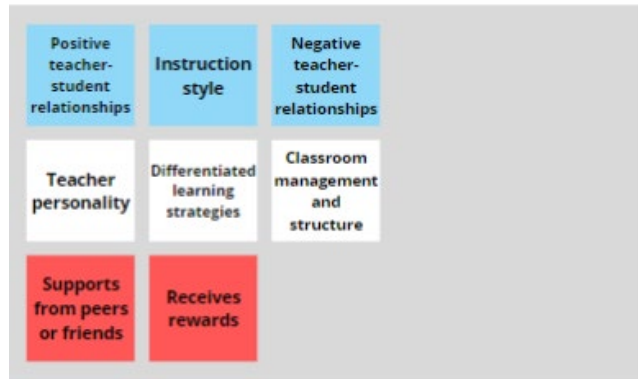 Positive
teacher-
student
relationships
Instruction
style
Negative
teacher-
student
relationships
Teacher
personality
Differentiated
learning
strategies
Classroom
management
and
structure
Supports
from peers
or friends
Receives
rewards